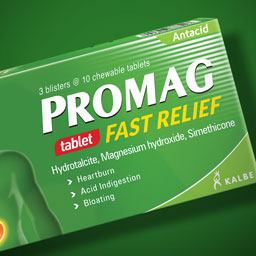 Antacid
3 blisters @ 10 chewable tablets
PROMAG
tablet FAST RELIEF
Hydrotalcite, Magnesium hydroxide, Simethicone
Heartburn
Acid Indigestion
Bloating
KALBE